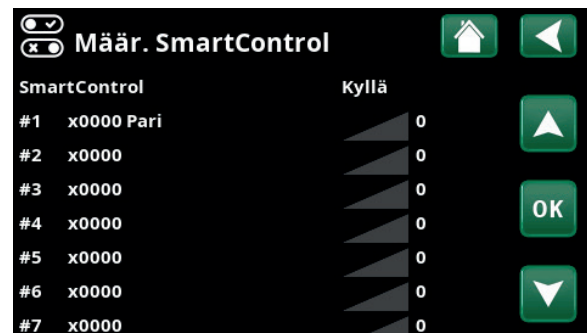 Määr. SmartControl
SmartControl Kyllä
#1 x0000 Pari 0
#2 x0000 0
#3 x0000 0
#4 x0000 0
OK
#5 x0000 0
#6 x0000 0
#7 x0000 0